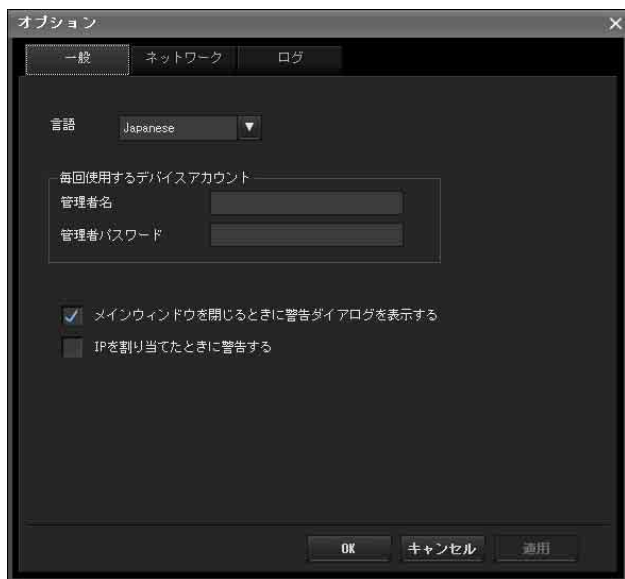 オプション
一般 ネットワーク ログ
言語 Japanese
毎回使用するデバイスアカウント
管理者名
管理者パスワード
メインウィンドウを閉じるときに警告ダイアログを表示する
IPを割り当てたときに警告する
OK キャンセル 適用